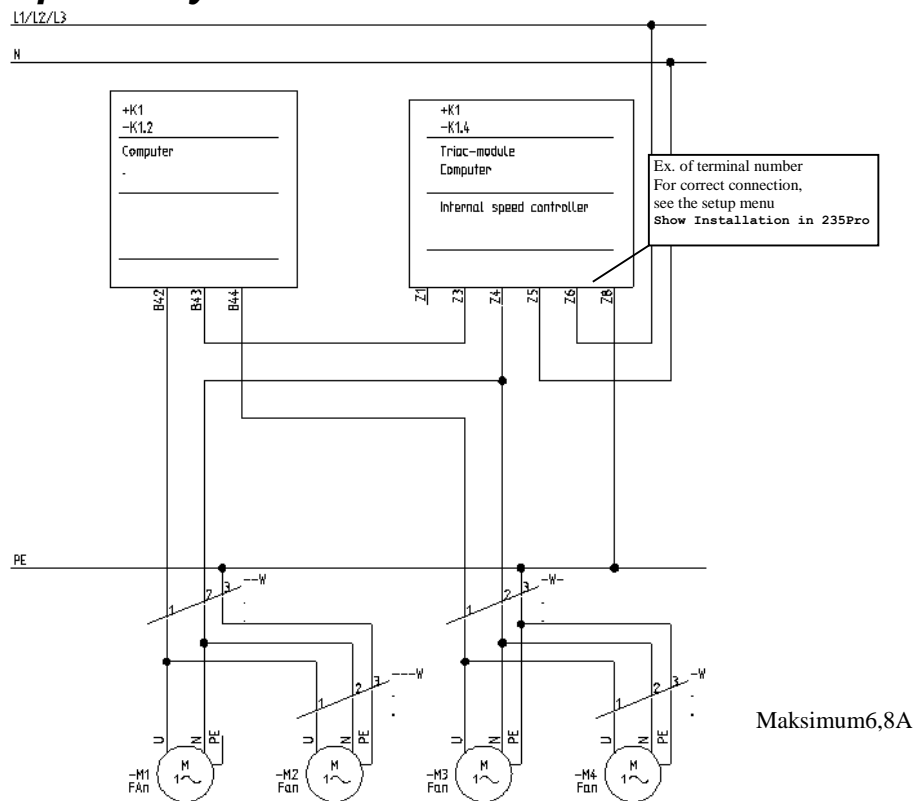 L1/L2/L3
N
+K1
-K1.2
Computer
-
+K1
-K1.4
Triac-module
Computer
Internal speed controller
Ex. of terminal number
For correct connection,
see the setup menu
Show Installation in 235Pro
B42
B43
B44
Z1
Z3
Z4
Z5
Z6
Z8
PE
1
2
3
--W
1
2
3
-W-
1
2
3
---W
1
2
3
-W
Maksimum6,8A
U
N
PE
U
N
PE
U
N
PE
U
N
PE
-M1
FAn
M
1~
-M2
Fan
M
1~
-M3
Fan
M
1~
-M4
Fan
M
1~